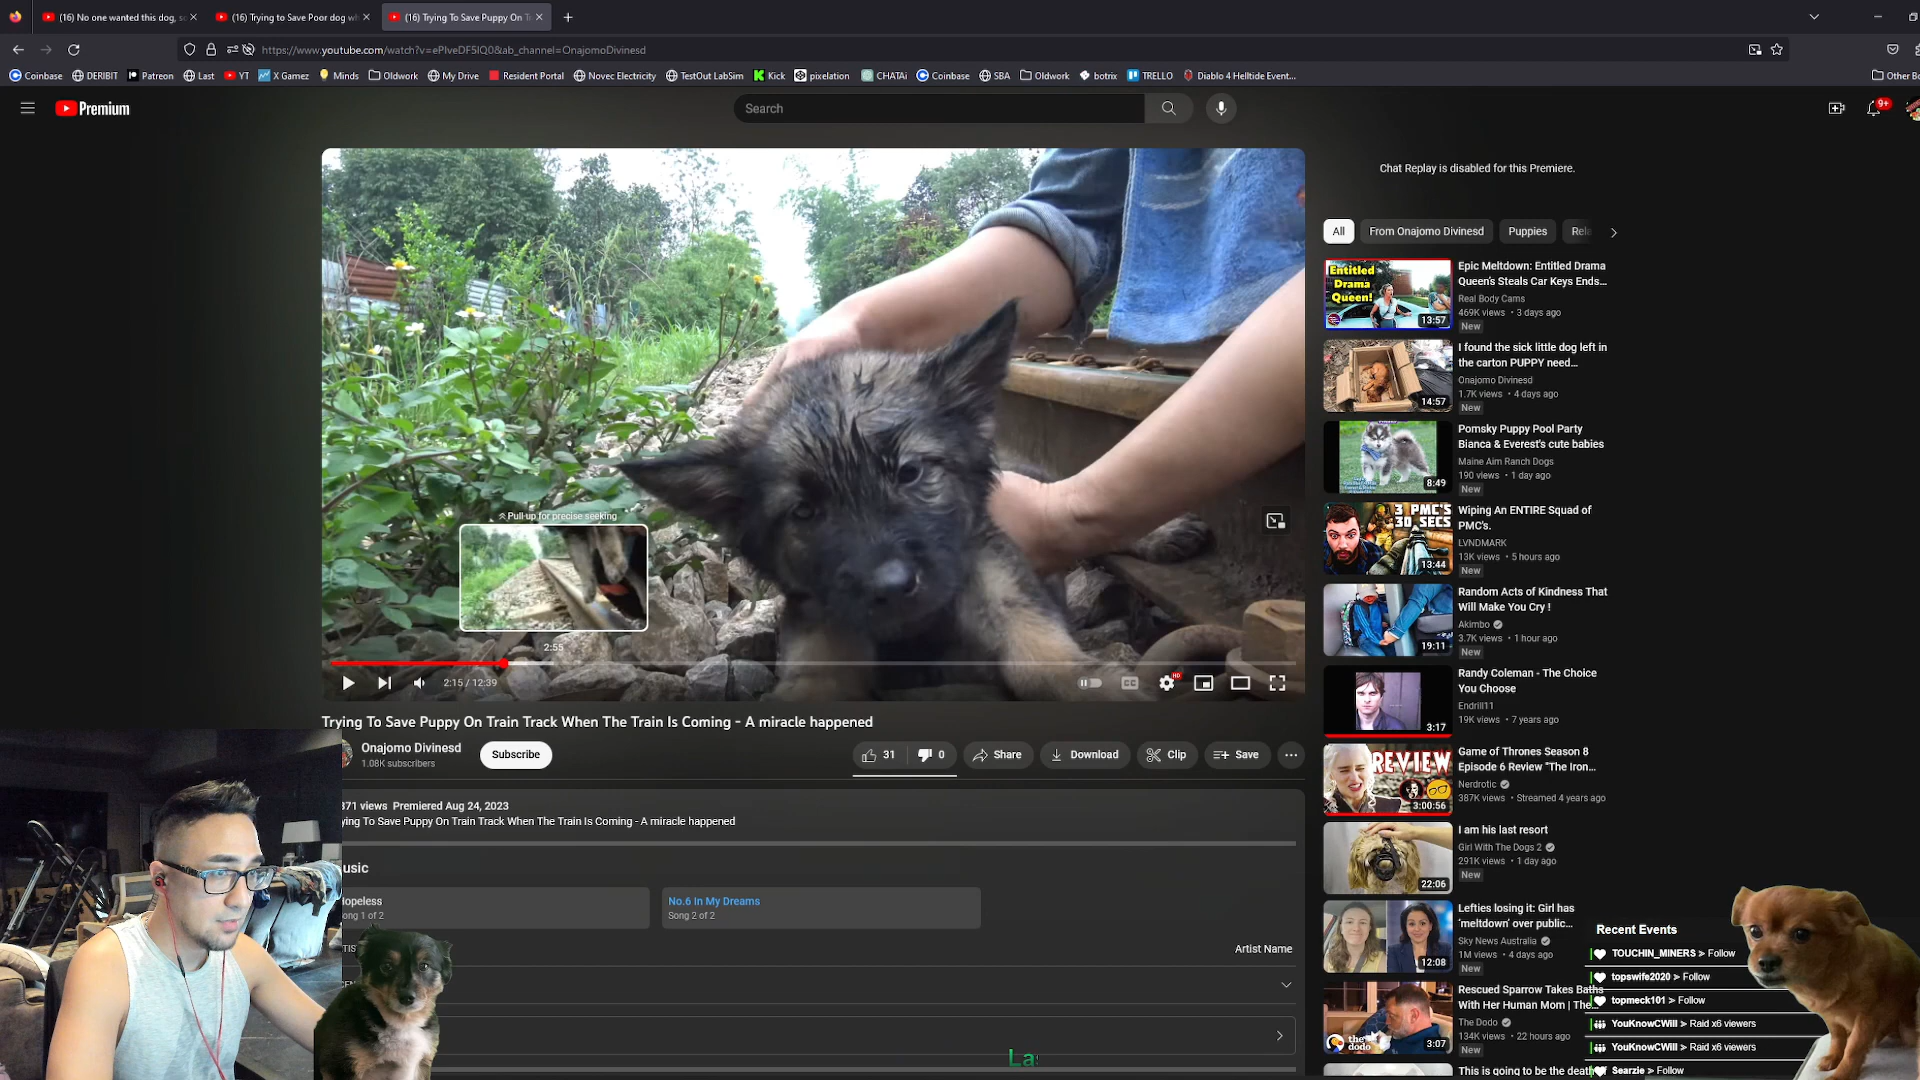 (16) No one wanted this dog, s
(16) Trying to Save Poor dog wh
(16) Trying To Save Puppy On T
https://www.youtube.com/watch?v=ePIveDF5IQ0&ab_channel=OnajomoDivinesd
Coinbase DERIBIT Patreon Last YT X Gamez Minds Oldwork My Drive Resident Portal Novec Electricity TestOut LabSim Kick pixelation CHATAi Coinbase SBA Oldwork botrix TRELLO Diablo 4 Helltide Event... Other Bo
Premium
Search
9+
Pull up for precise seeking
2:55
2:15 / 12:39
CC
HD
Trying To Save Puppy On Train Track When The Train Is Coming - A miracle happened
Onajomo Divinesd
1.08K subscribers
Subscribe
31
0
Share
Download
Clip
Save
371 views Premiered Aug 24, 2023
ying To Save Puppy On Train Track When The Train Is Coming - A miracle happened
usic
Hopeless
ong 1 of 2
No.6 In My Dreams
Song 2 of 2
Artist Name
La
Chat Replay is disabled for this Premiere.
All
From Onajomo Divinesd
Puppies
Rela
Entitled
Drama
Queen!
13:57
Epic Meltdown: Entitled Drama
Queen's Steals Car Keys Ends...
Real Body Cams
469K views • 3 days ago
New
14:57
I found the sick little dog left in
the carton PUPPY need...
Onajomo Divinesd
1.7K views • 4 days ago
New
8:49
Pomsky Puppy Pool Party
Bianca & Everest's cute babies
Maine Aim Ranch Dogs
190 views • 1 day ago
New
3 PMC'S
30 SECS
13:44
Wiping An ENTIRE Squad of
PMC's.
LVNDMARK
13K views • 5 hours ago
New
19:11
Random Acts of Kindness That
Will Make You Cry !
Akimbo
3.7K views • 1 hour ago
New
3:17
Randy Coleman - The Choice
You Choose
Endrill11
19K views • 7 years ago
REVIEW
3:00:56
Game of Thrones Season 8
Episode 6 Review "The Iron...
Nerdrotic
387K views • Streamed 4 years ago
22:06
I am his last resort
Girl With The Dogs 2
291K views • 1 day ago
New
12:08
Lefties losing it: Girl has
'meltdown' over public...
Sky News Australia
1M views • 4 days ago
New
the dodo
3:07
Rescued Sparrow Takes Baths
With Her Human Mom | The...
The Dodo
134K views • 22 hours ago
New
This is going to be the death
Recent Events
TOUCHIN_MINERS > Follow
topswife2020 > Follow
topmeck101 > Follow
YouKnowCWill > Raid x6 viewers
YouKnowCWill > Raid x6 viewers
Searzie > Follow